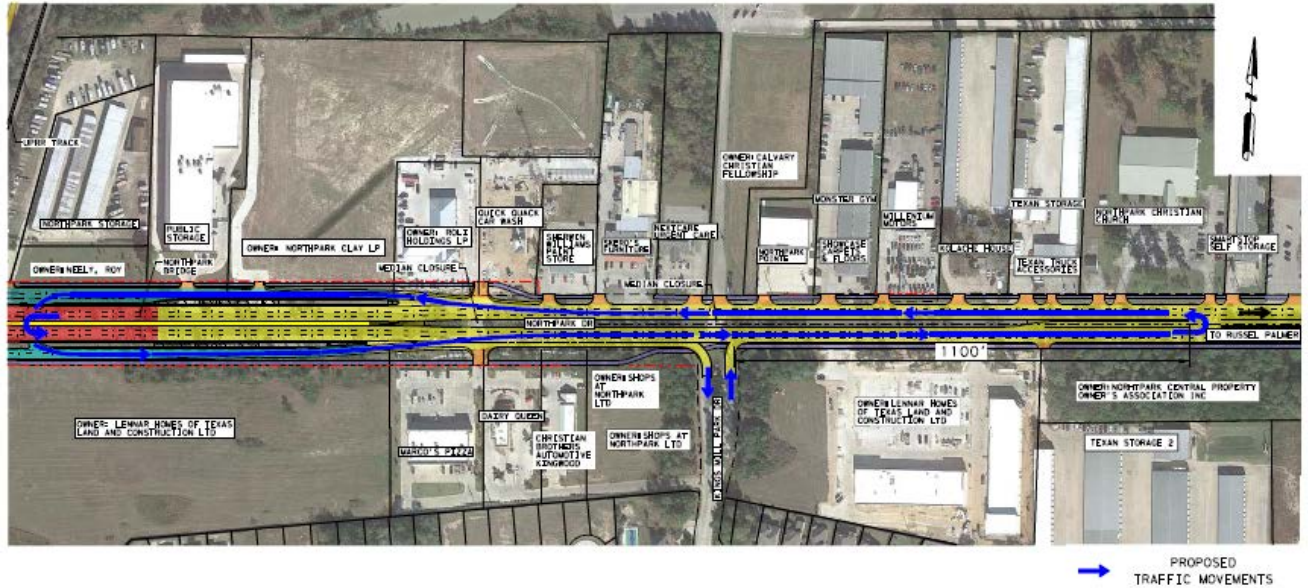 UPRR TRACK
NORTHPARK STORAGE
OWNER: NEELY, ROY
PUBLIC
STORAGE
NORTHPARK
BRIDGE
OWNER: NORTHPARK CLAY LP
OWNER: ROLI
HOLDINGS LP
MEDIAN CLOSURE
QUICK QUACK
CAR WASH
SHERWIN
WILLIAMS
PAINT
STORE
FURNITURE
NEXTCARE
URGENT CARE
MEDIAN CLOSURE
OWNER: CALVARY
CHRISTIAN
FELLOWSHIP
NORTHPARK
POINTE
MONSTER GYM
SHOWCASE
& FLOORS
MILLENIUM
MOTORS
KOLACHE HOUSE
TEXAN STORAGE
TEXAN TRUCK
ACCESSORIES
NORTHPARK CHRISTIAN
CHURCH
SMARTSTOP
SELF STORAGE
N
NORTHPARK DR
TO RUSSEL PALMER
1100'
OWNER: LENNAR HOMES OF TEXAS
LAND AND CONSTRUCTION LTD
MARCO'S PIZZA
DAIRY QUEEN
CHRISTIAN
BROTHERS
AUTOMOTIVE
KINGWOOD
OWNER: SHOPS
AT
NORTHPARK
LTD
OWNER: SHOPS AT
NORTHPARK LTD
KINGS MILL PARK DR
OWNER: LENNAR HOMES
OF TEXAS LAND AND
CONSTRUCTION LTD
OWNER: NORHTPARK CENTRAL PROPERTY
OWNER'S ASSOCIATION INC
TEXAN STORAGE 2
PROPOSED
TRAFFIC MOVEMENTS